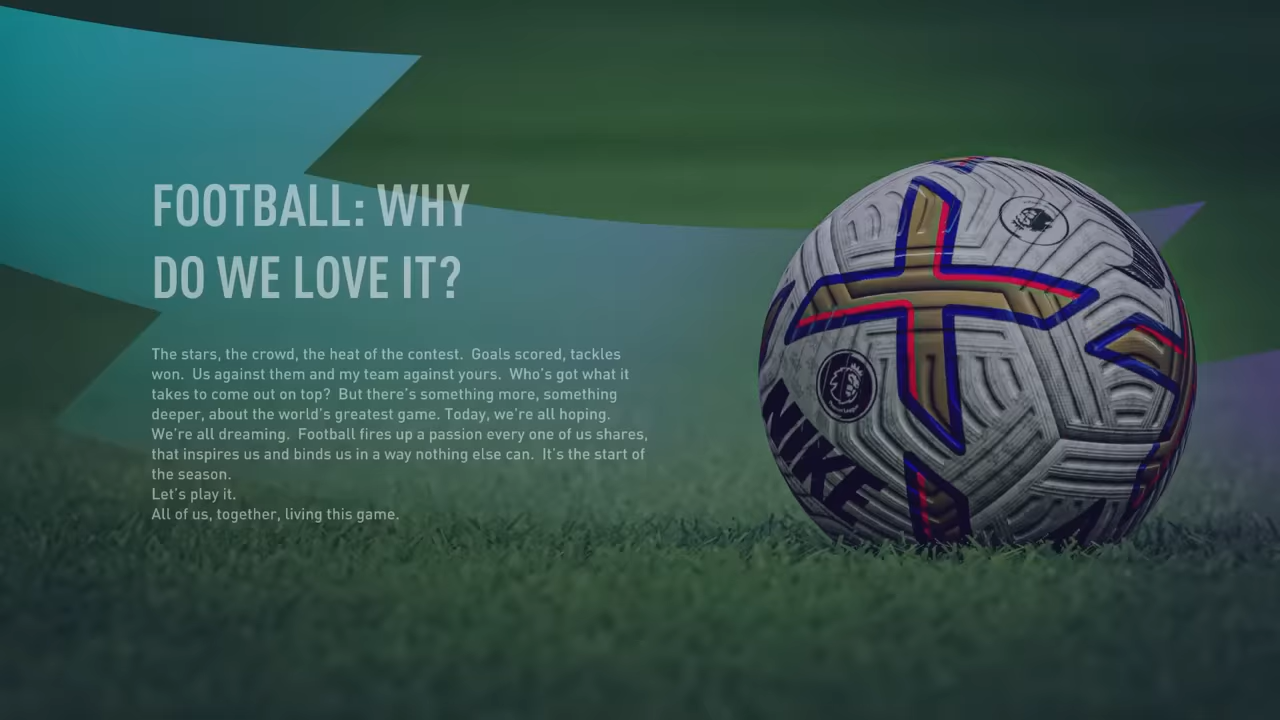 FOOTBALL: WHY
DO WE LOVE IT?
The stars, the crowd, the heat of the contest.  Goals scored, tackles
won.  Us against them and my team against yours.  Who's got what it
takes to come out on top?  But there's something more, something
deeper, about the world's greatest game. Today, we're all hoping.
We're all dreaming.  Football fires up a passion every one of us shares,
that inspires us and binds us in a way nothing else can.  It's the start of
the season.
Let's play it.
All of us, together, living this game.
Premier League
NIKE